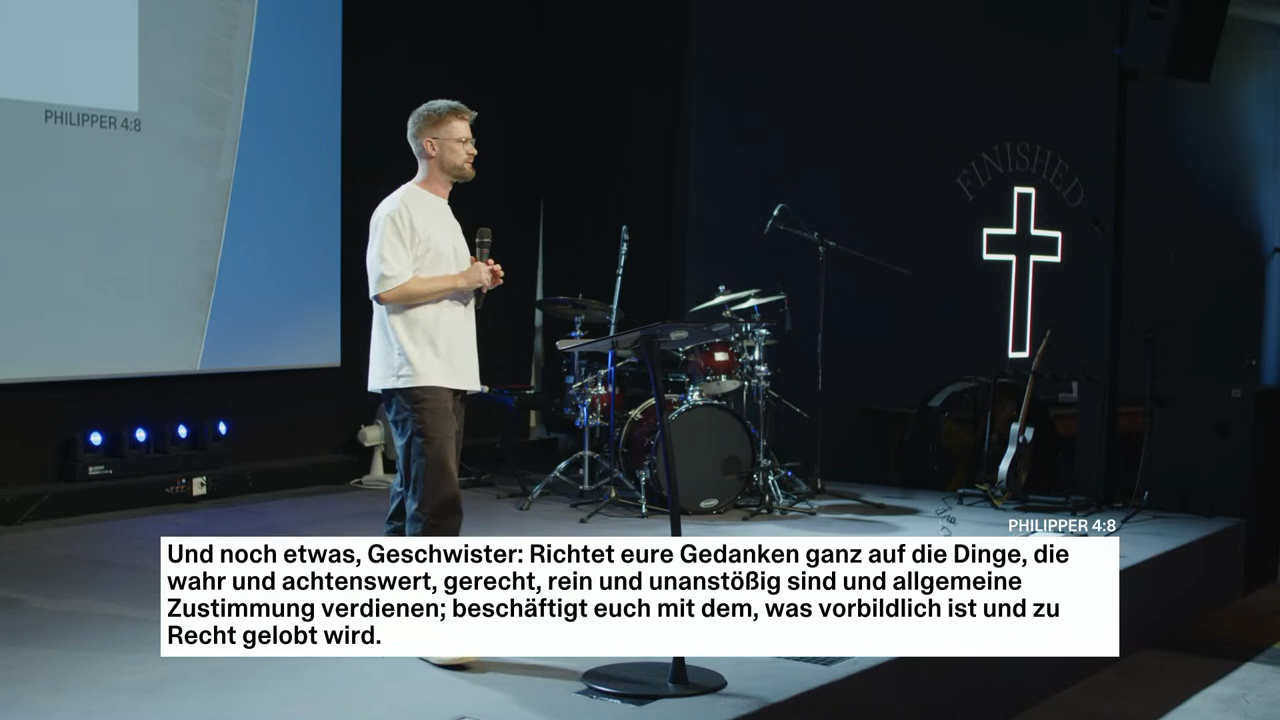 PHILIPPER 4:8
FINISHED
PHILIPPER 4:8
Und noch etwas, Geschwister: Richtet eure Gedanken ganz auf die Dinge, die
wahr und achtenswert, gerecht, rein und unanstößig sind und allgemeine
Zustimmung verdienen; beschäftigt euch mit dem, was vorbildlich ist und zu
Recht gelobt wird.